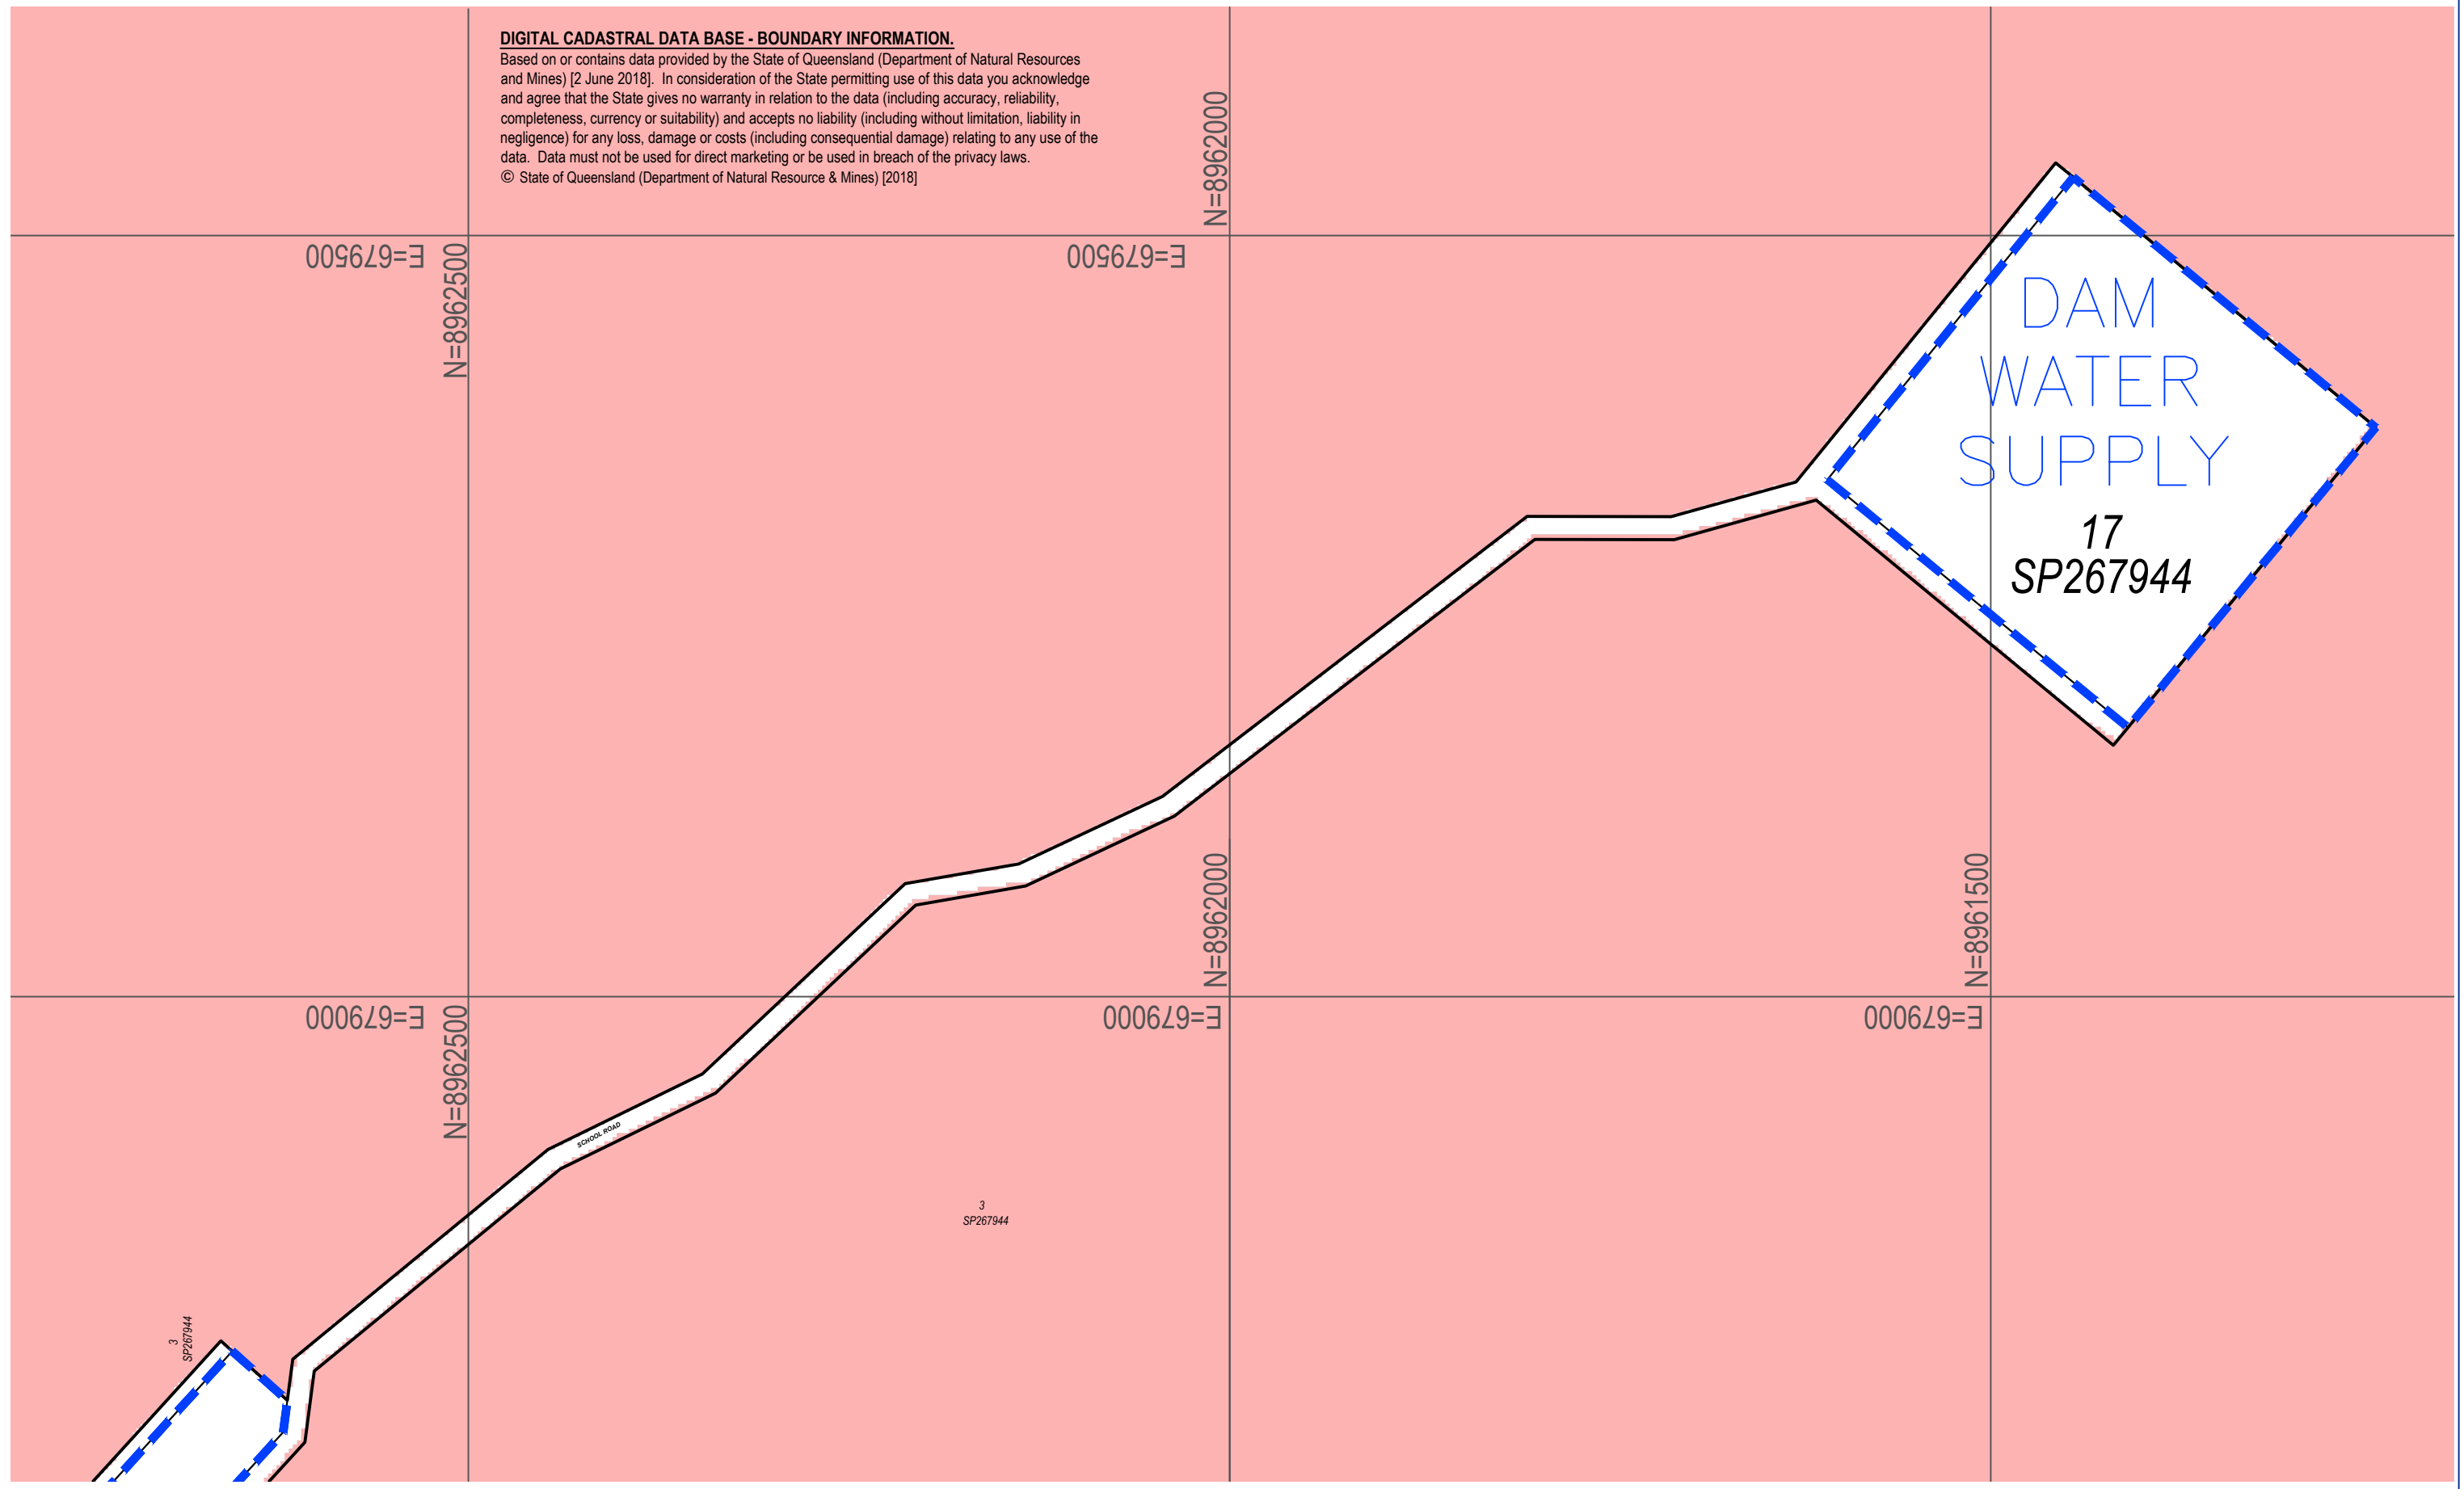 DIGITAL CADASTRAL DATA BASE - BOUNDARY INFORMATION.
Based on or contains data provided by the State of Queensland (Department of Natural Resources
and Mines) [2 June 2018].  In consideration of the State permitting use of this data you acknowledge
and agree that the State gives no warranty in relation to the data (including accuracy, reliability,
completeness, currency or suitability) and accepts no liability (including without limitation, liability in
negligence) for any loss, damage or costs (including consequential damage) relating to any use of the
data.  Data must not be used for direct marketing or be used in breach of the privacy laws.
© State of Queensland (Department of Natural Resource & Mines) [2018]
N=8962000
E=679500
N=8962500
E=679500
DAM
WATER
SUPPLY
17
SP267944
N=8962000
N=8961500
E=679000
N=8962500
E=679000
E=679000
SCHOOL ROAD
3
SP267944
3
SP267944